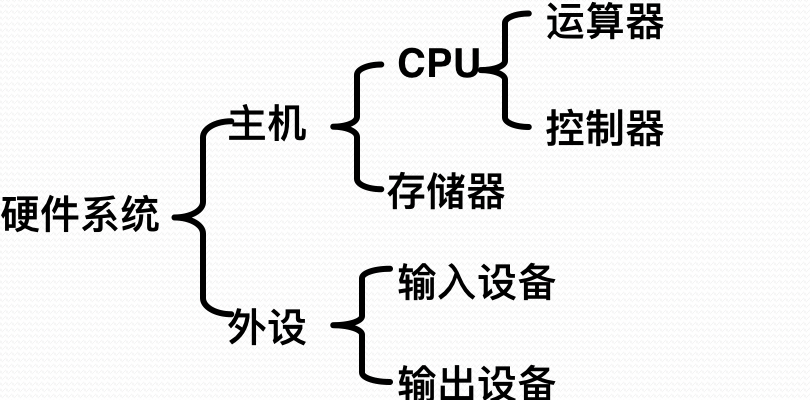 运算器
CPU
控制器
主机
存储器
硬件系统
输入设备
外设
输出设备